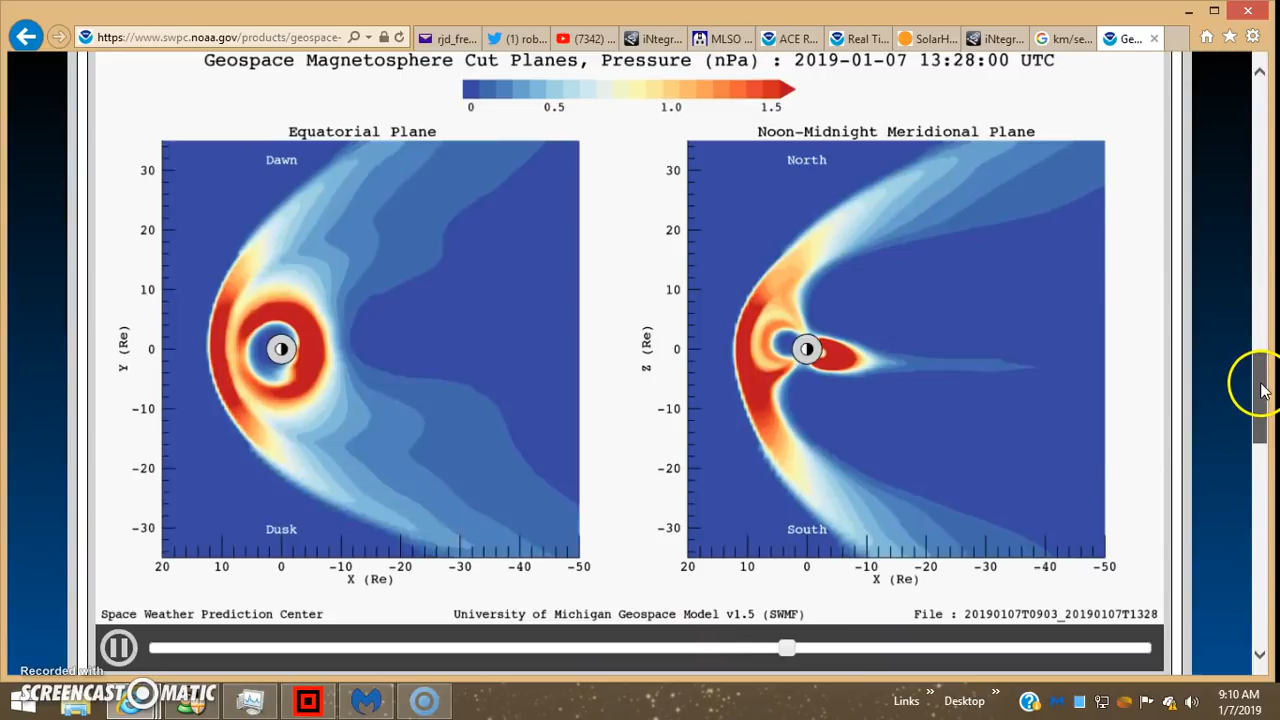 https://www.swpc.noaa.gov/products/geospace-
rjd_fre...
(1) rob...
(7342) ...
iNtegr...
MLSO ...
ACE R...
Real Ti...
SolarH...
iNtegr...
km/se...
Ge...
Geospace Magnetosphere Cut Planes, Pressure (nPa) : 2019-01-07 13:28:00 UTC
0 0.5 1.0 1.5
Equatorial Plane
Noon-Midnight Meridional Plane
Dawn
North
30
20
10
0
-10
-20
-30
Y (Re)
30
20
10
0
-10
-20
-30
Z (Re)
Dusk
South
20 10 0 -10 -20 -30 -40 -50
X (Re)
20 10 0 -10 -20 -30 -40 -50
X (Re)
Space Weather Prediction Center
University of Michigan Geospace Model v1.5 (SWMF)
File : 20190107T0903_20190107T1328
Recorded with
SCREENCAST MATIC
Links
Desktop
9:10 AM
1/7/2019